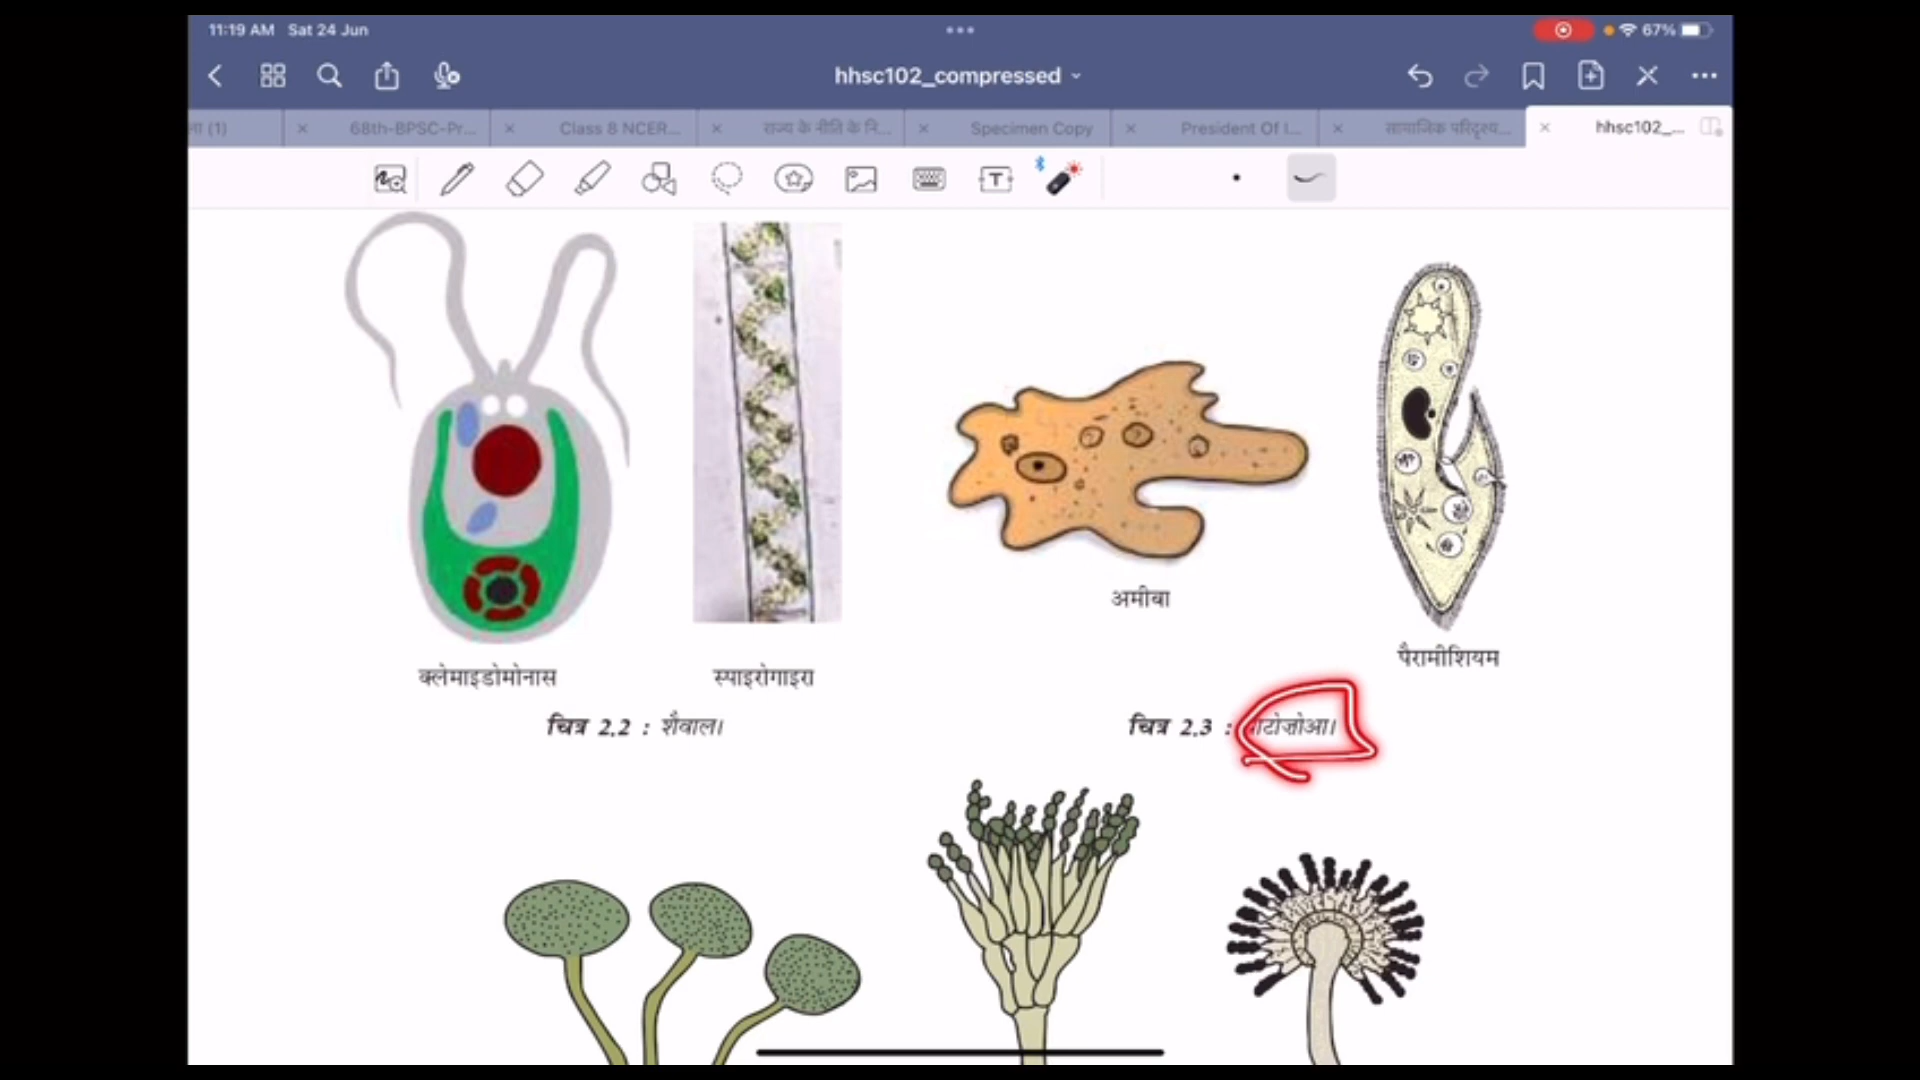 11:19 AM Sat 24 Jun
67%
hhsc102_compressed
68th-BPSC-Pr...
Class 8 NCER...
राज्य के नीति के नि...
Specimen Copy
President Of I...
सामाजिक परिदृश्य...
hhsc102_...
अमीबा
पैरामीशियम
क्लेमाइडोमोनास
स्पाइरोगाइरा
चित्र 2.2 : शैवाल।
चित्र 2.3 :